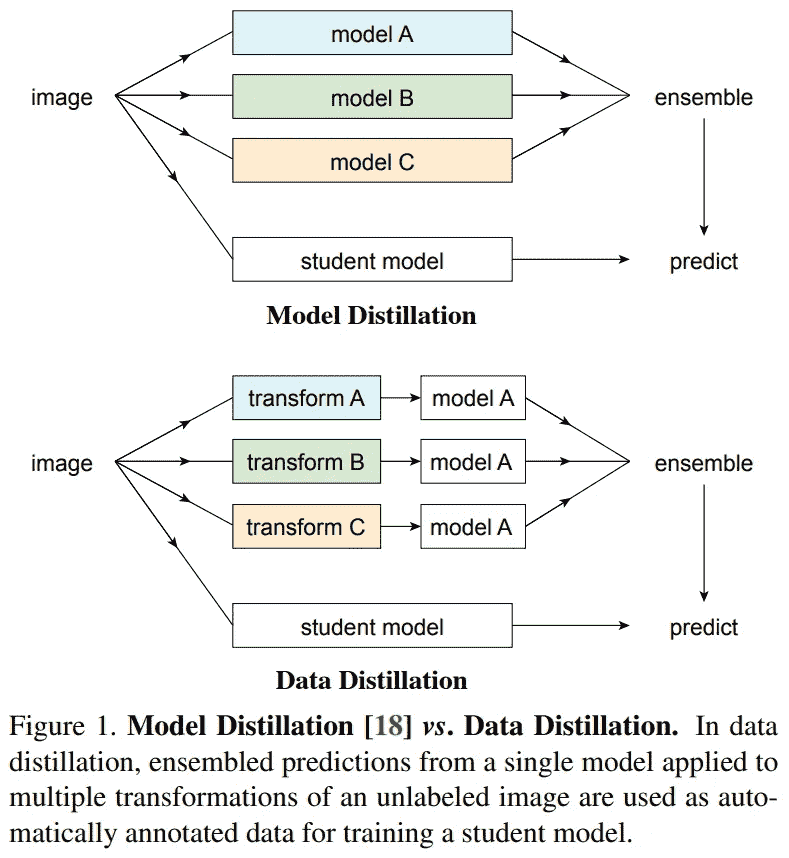 model A
image
model B
ensemble
model C
student model
predict
Model Distillation
transform A
model A
image
transform B
model A
ensemble
transform C
model A
student model
predict
Data Distillation
Figure 1. Model Distillation [18] vs. Data Distillation. In data
distillation, ensembled predictions from a single model applied to
multiple transformations of an unlabeled image are used as auto-
matically annotated data for training a student model.